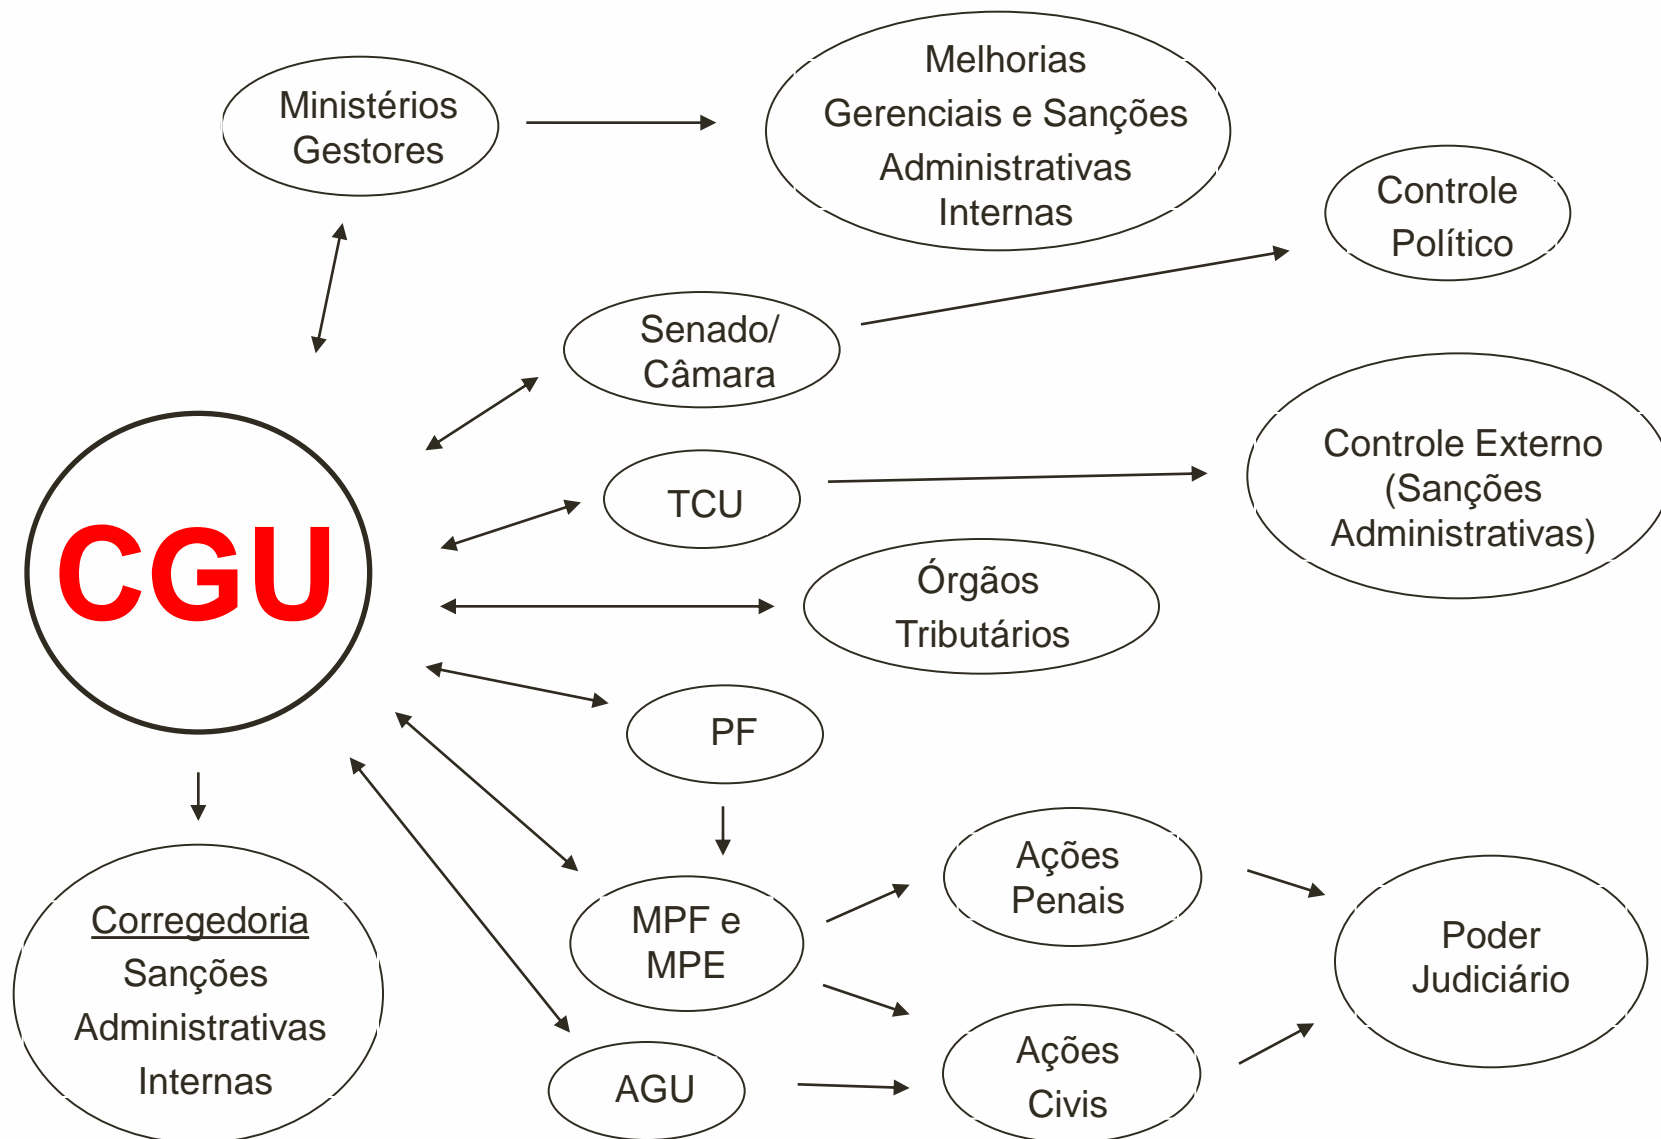 Ministérios
Gestores
Melhorias
Gerenciais e Sanções
Administrativas
Internas
Controle
Político
Senado/
Câmara
Controle Externo
(Sanções
Administrativas)
TCU
CGU
Órgãos
Tributários
PF
Corregedoria
Sanções
Administrativas
Internas
MPF e
MPE
Ações
Penais
Poder
Judiciário
AGU
Ações
Civis